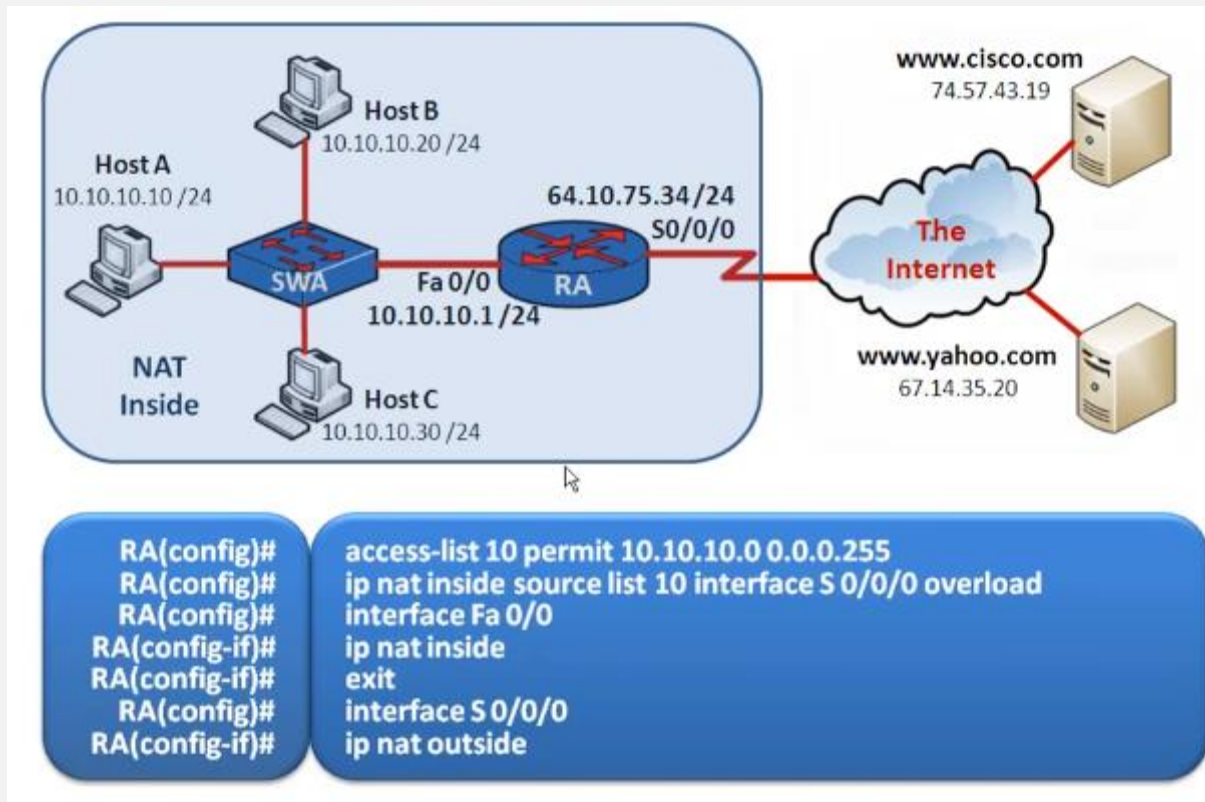 www.cisco.com
74.57.43.19
Host B
10.10.10.20 /24
Host A
10.10.10.10 /24
64.10.75.34 /24
S0/0/0
The
Internet
SWA
Fa 0/0
RA
10.10.10.1 /24
www.yahoo.com
67.14.35.20
NAT
Inside
Host C
10.10.10.30 /24
RA(config)# access-list 10 permit 10.10.10.0 0.0.0.255
RA(config)# ip nat inside source list 10 interface S 0/0/0 overload
RA(config)# interface Fa 0/0
RA(config-if)# ip nat inside
RA(config-if)# exit
RA(config)# interface S 0/0/0
RA(config-if)# ip nat outside